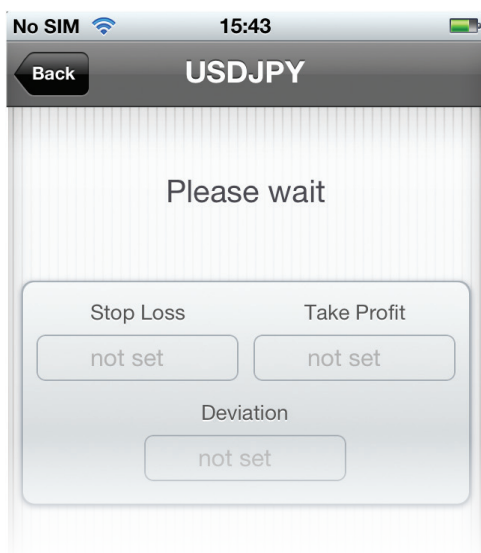 No SIM 15:43
Back USDJPY
Please wait
Stop Loss Take Profit
not set not set
Deviation
not set